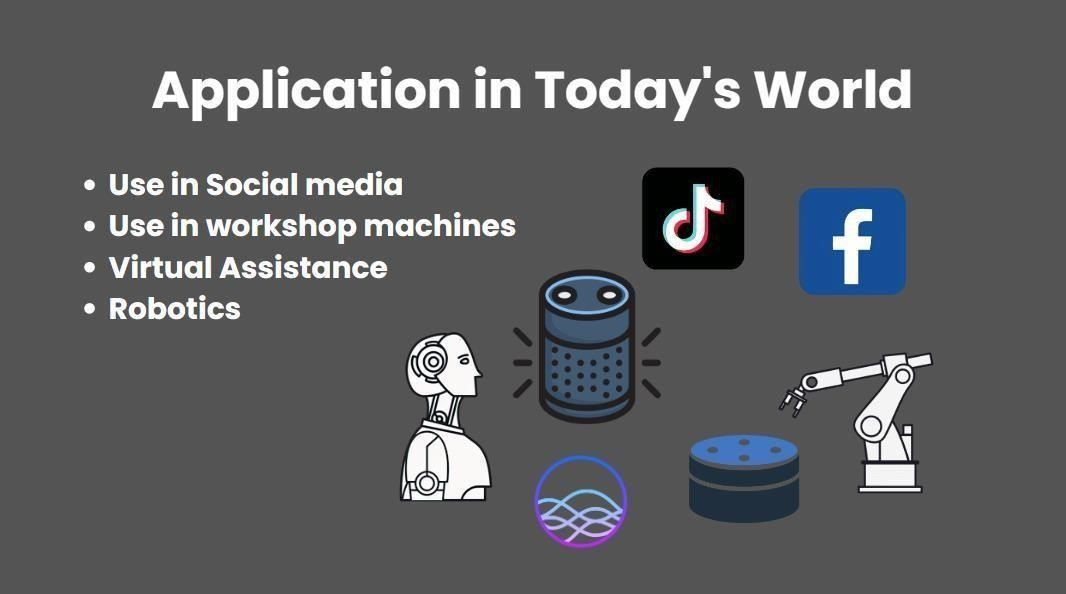 Application in Today's World
• Use in Social media
• Use in workshop machines
• Virtual Assistance
• Robotics